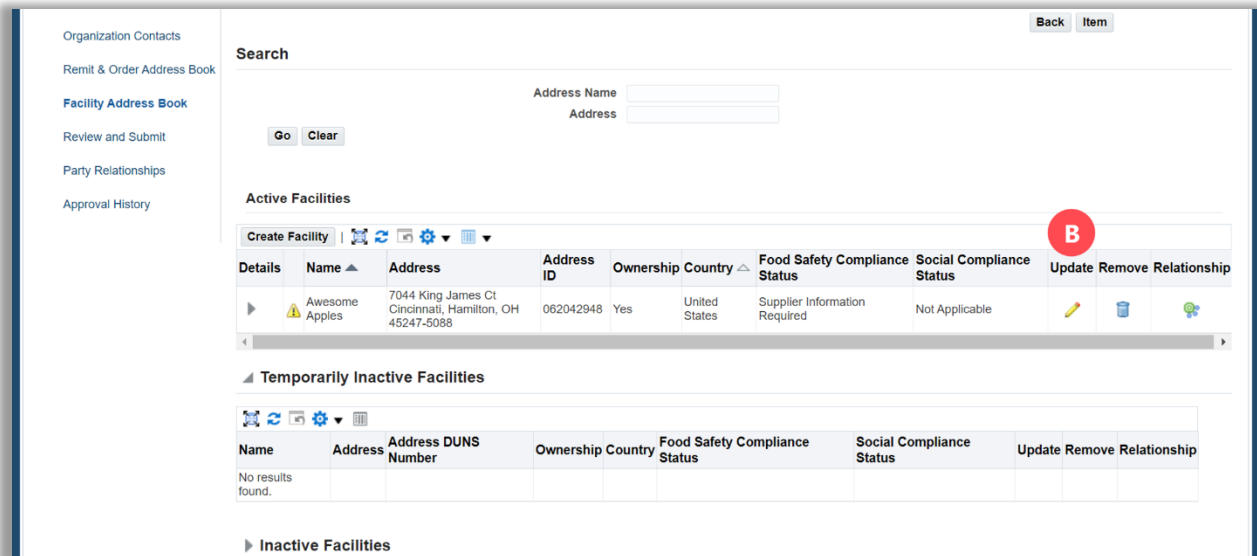 Back Item
Organization Contacts
Search
Remit & Order Address Book
Address Name
Facility Address Book
Address
Review and Submit
Go Clear
Party Relationships
Active Facilities
Approval History
B
Create Facility
Details Name Address Address ID Ownership Country Food Safety Compliance Status Social Compliance Status Update Remove Relationship
Awesome Apples 7044 King James Ct Cincinnati, Hamilton, OH 45247-5088 062042948 Yes United States Supplier Information Required Not Applicable
Temporarily Inactive Facilities
Name Address Address DUNS Number Ownership Country Food Safety Compliance Status Social Compliance Status Update Remove Relationship
No results found.
Inactive Facilities